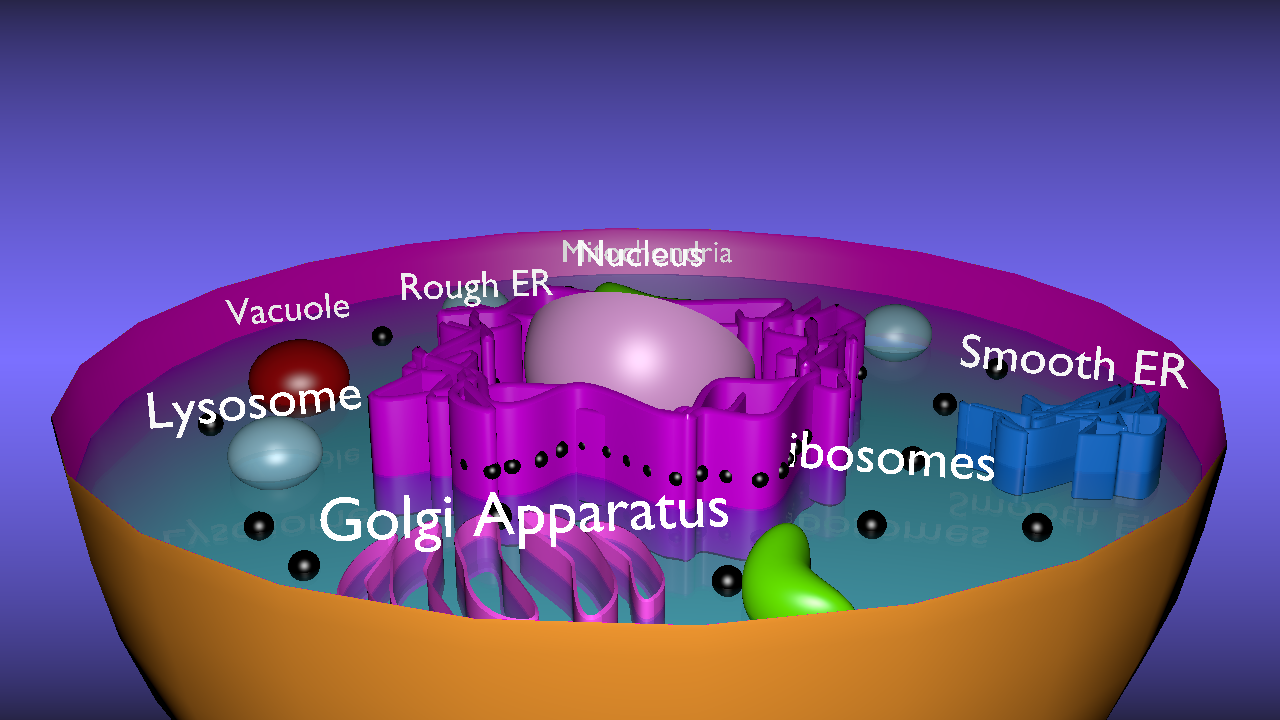 Mitochondria
Nucleus
Rough ER
Vacuole
Smooth ER
Lysosome
ibosomes
Golgi Apparatus